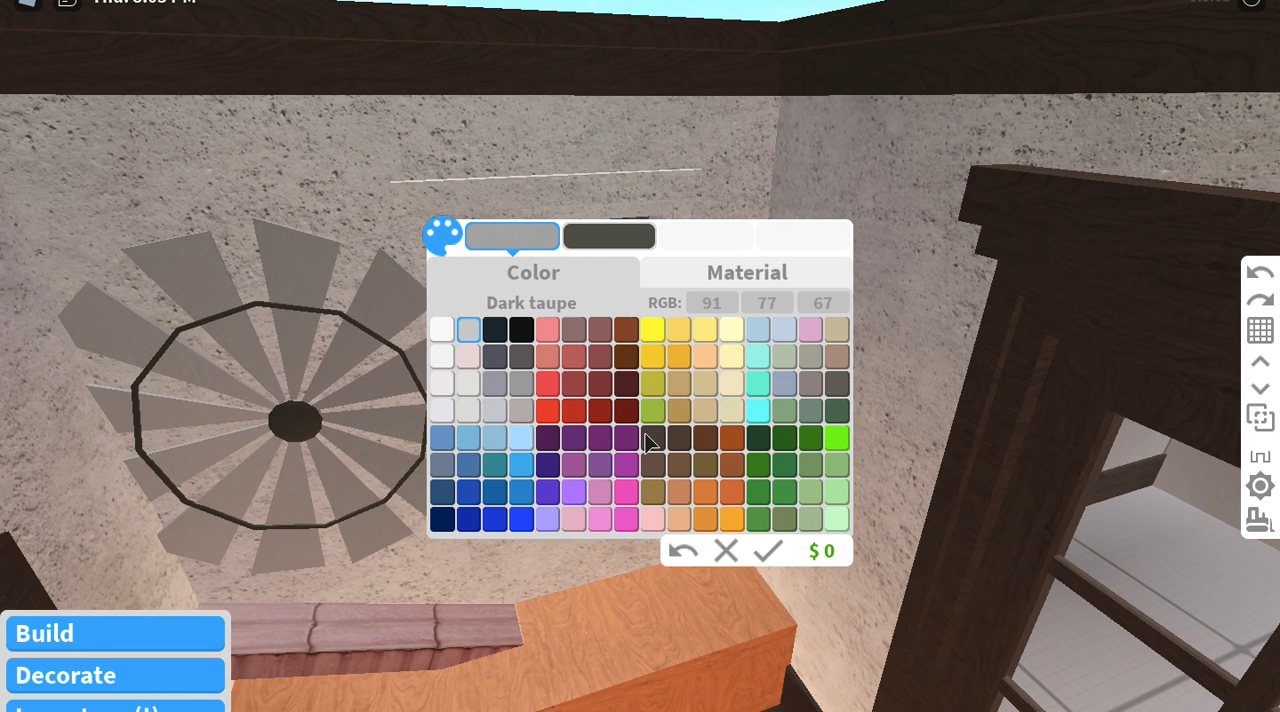 Color
Material
Dark taupe
RGB: 91 77 67
$ 0
Build
Decorate